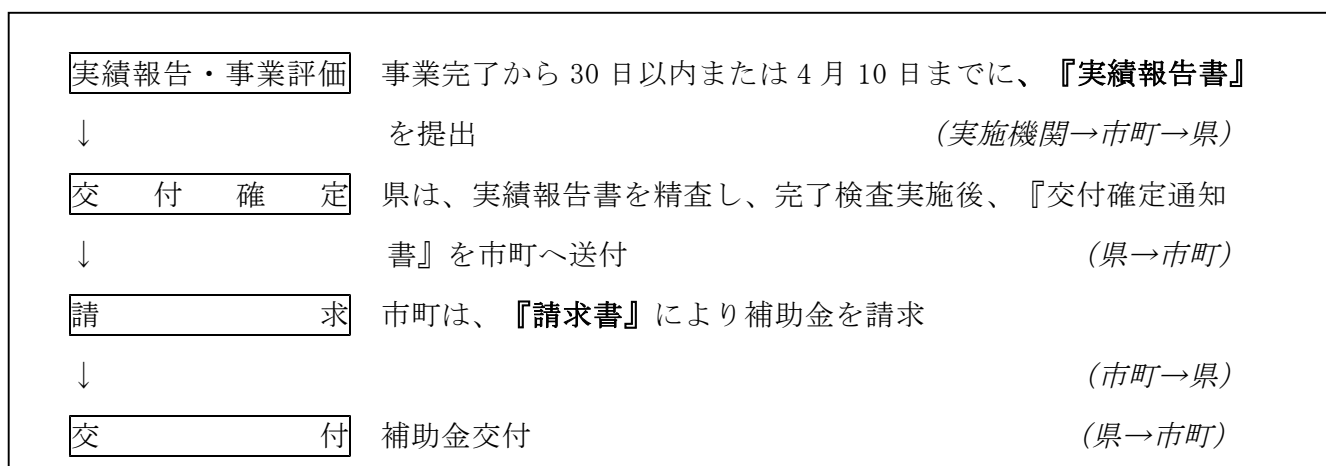 実績報告・事業評価 事業完了から 30 日以内または 4 月 10 日までに、『実績報告書』
↓ を提出 (実施機関→市町→県)
交付確定 県は、実績報告書を精査し、完了検査実施後、『交付確定通知
↓ 書』を市町へ送付 (県→市町)
請求 市町は、『請求書』により補助金を請求
↓ (市町→県)
交付 補助金交付 (県→市町)